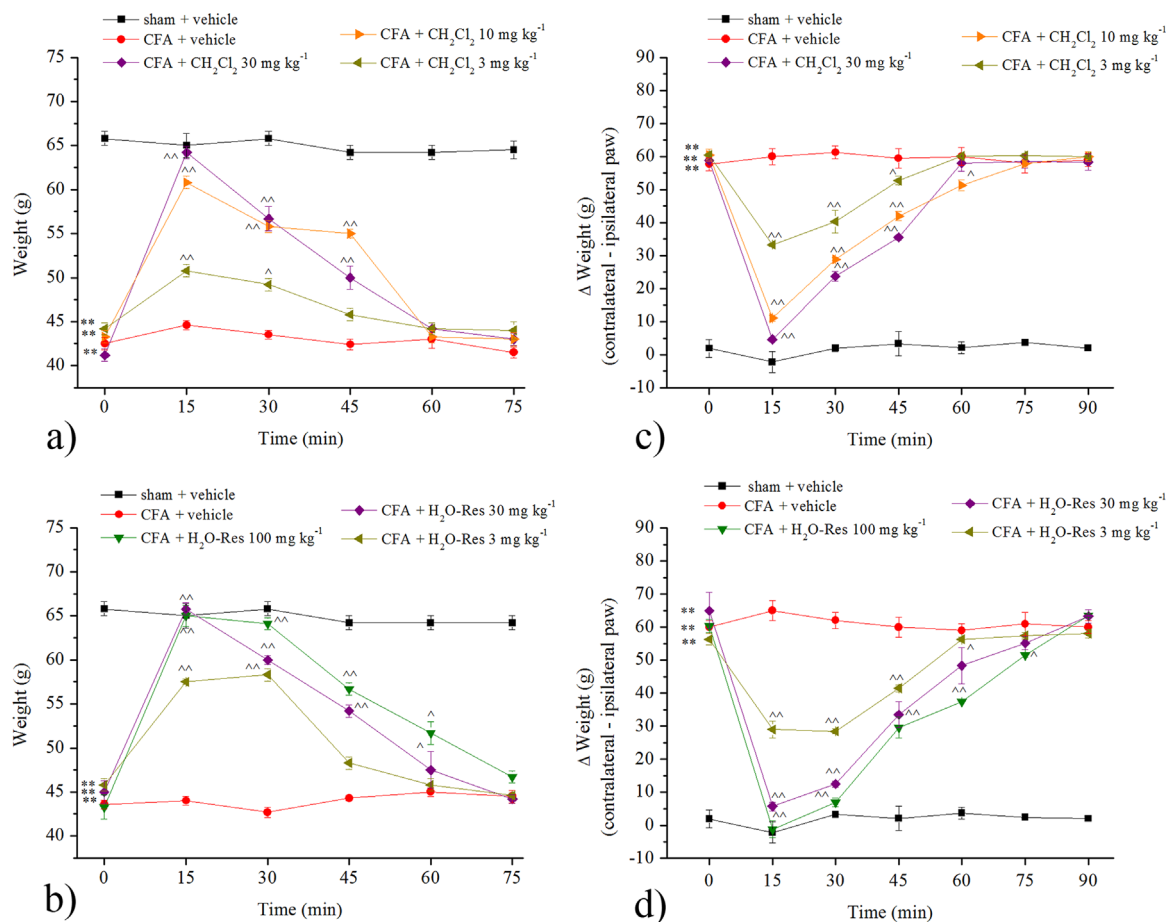 sham + vehicle
CFA + vehicle
CFA + CH2Cl2 30 mg kg-1
CFA + CH2Cl2 10 mg kg-1
CFA + CH2Cl2 3 mg kg-1
75
70
65
60
55
50
45
40
Weight (g)
^^
^^
^^
^^
^^
^^
^^
^
**
**
**
0 15 30 45 60 75
Time (min)
a)
sham + vehicle
CFA + vehicle
CFA + CH2Cl2 30 mg kg-1
CFA + CH2Cl2 10 mg kg-1
CFA + CH2Cl2 3 mg kg-1
90
80
70
60
50
40
30
20
10
0
-10
Δ Weight (g)
(contralateral - ipsilateral paw)
**
**
**
^^
^^
^^
^^
^^
^^
^
^^
^^
^
0 15 30 45 60 75 90
Time (min)
c)
sham + vehicle
CFA + vehicle
CFA + H2O-Res 100 mg kg-1
CFA + H2O-Res 30 mg kg-1
CFA + H2O-Res 3 mg kg-1
75
70
65
60
55
50
45
40
Weight (g)
^^
^^
^^
^^
^^
^^
^^
^^
^
^
**
**
**
0 15 30 45 60 75
Time (min)
b)
sham + vehicle
CFA + vehicle
CFA + H2O-Res 100 mg kg-1
CFA + H2O-Res 30 mg kg-1
CFA + H2O-Res 3 mg kg-1
90
80
70
60
50
40
30
20
10
0
-10
Δ Weight (g)
(contralateral - ipsilateral paw)
**
**
**
^^
^^
^^
^^
^^
^^
^^
^^
^
^^
^
0 15 30 45 60 75 90
Time (min)
d)